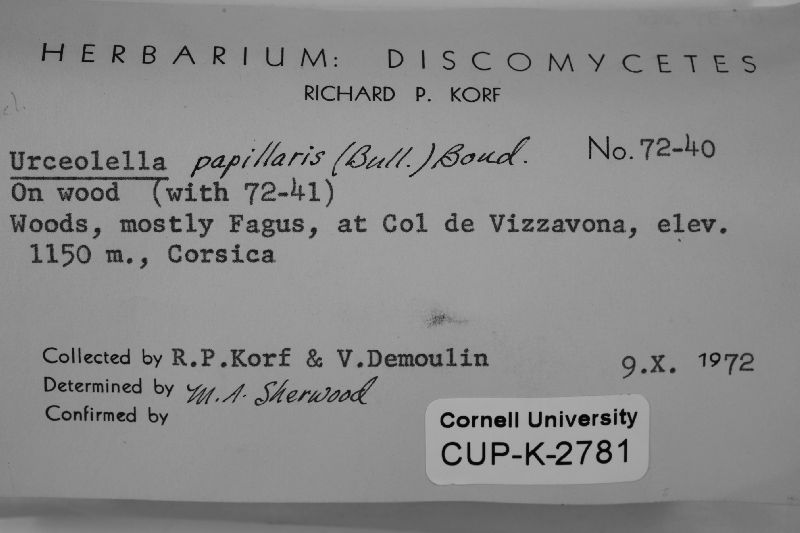 HERBARIUM: DISCOMYCETES
RICHARD P. KORF
Urceolella papillaris (Bull.) Boud. No. 72-40
On wood (with 72-41)
Woods, mostly Fagus, at Col de Vizzavona, elev.
1150 m., Corsica
Collected by R.P.Korf & V.Demoulin 9.X. 1972
Determined by M.A. Sherwood
Confirmed by
Cornell University
CUP-K-2781